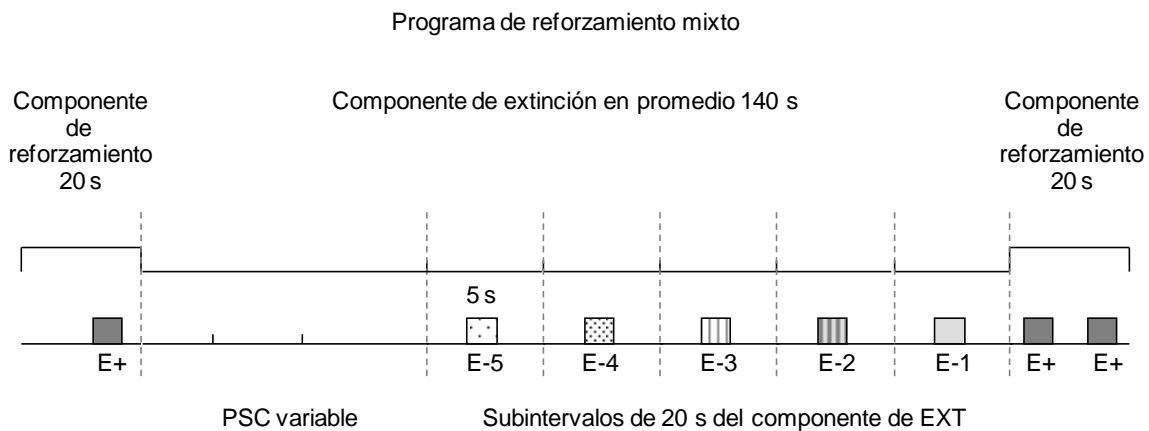 Programa de reforzamiento mixto
Componente
de
reforzamiento
20 s
Componente de extinción en promedio 140 s
Componente
de
reforzamiento
20 s
5 s
E+
E-5
E-4
E-3
E-2
E-1
E+
E+
PSC variable
Subintervalos de 20 s del componente de EXT